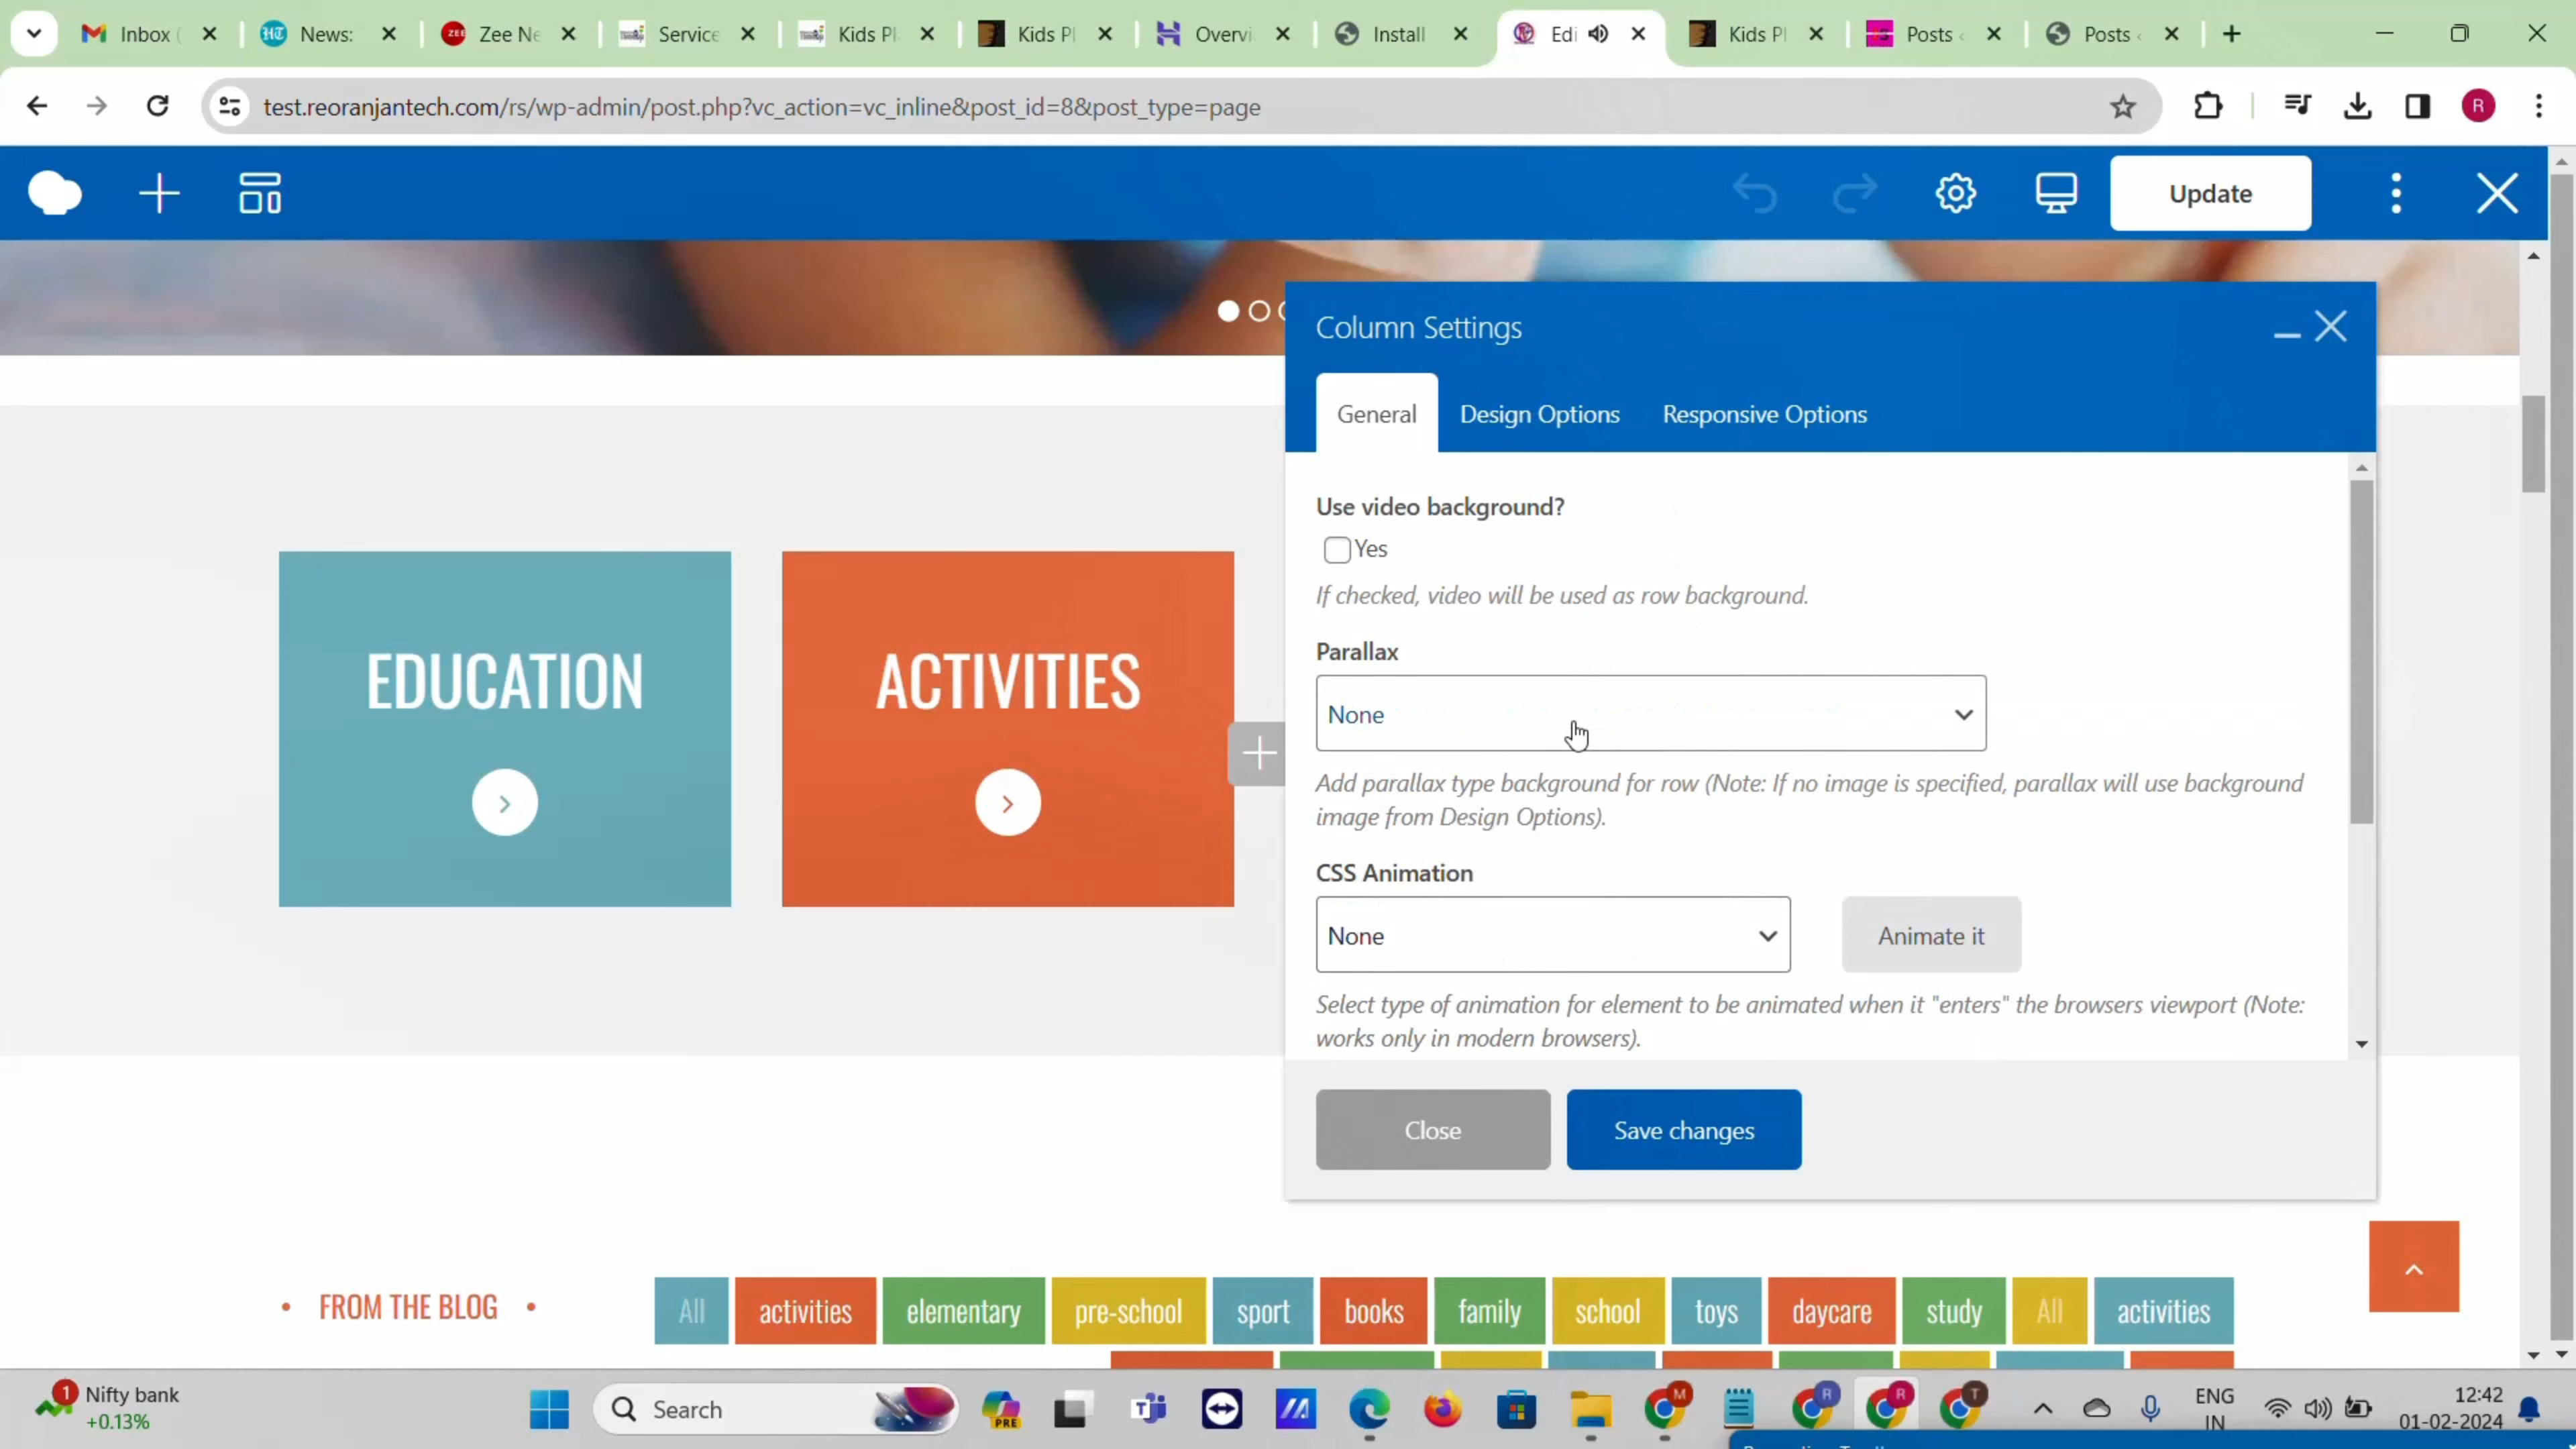 Inbox (
News:
Zee Ne
Service
Kids Pl
Kids Pl
Overvi
Install
Edi
Kids Pl
Posts
Posts
test.reoranjantech.com/rs/wp-admin/post.php?vc_action=vc_inline&post_id=8&post_type=page
R
Update
Column Settings
General
Design Options
Responsive Options
Use video background?
Yes
If checked, video will be used as row background.
Parallax
None
Add parallax type background for row (Note: If no image is specified, parallax will use background
image from Design Options).
CSS Animation
None
Animate it
Select type of animation for element to be animated when it "enters" the browsers viewport (Note:
works only in modern browsers).
Close
Save changes
EDUCATION
ACTIVITIES
• FROM THE BLOG •
All
activities
elementary
pre-school
sport
books
family
school
toys
daycare
study
All
activities
1
Nifty bank
+0.13%
Search
PRE
M
R
R
T
ENG
IN
12:42
01-02-2024